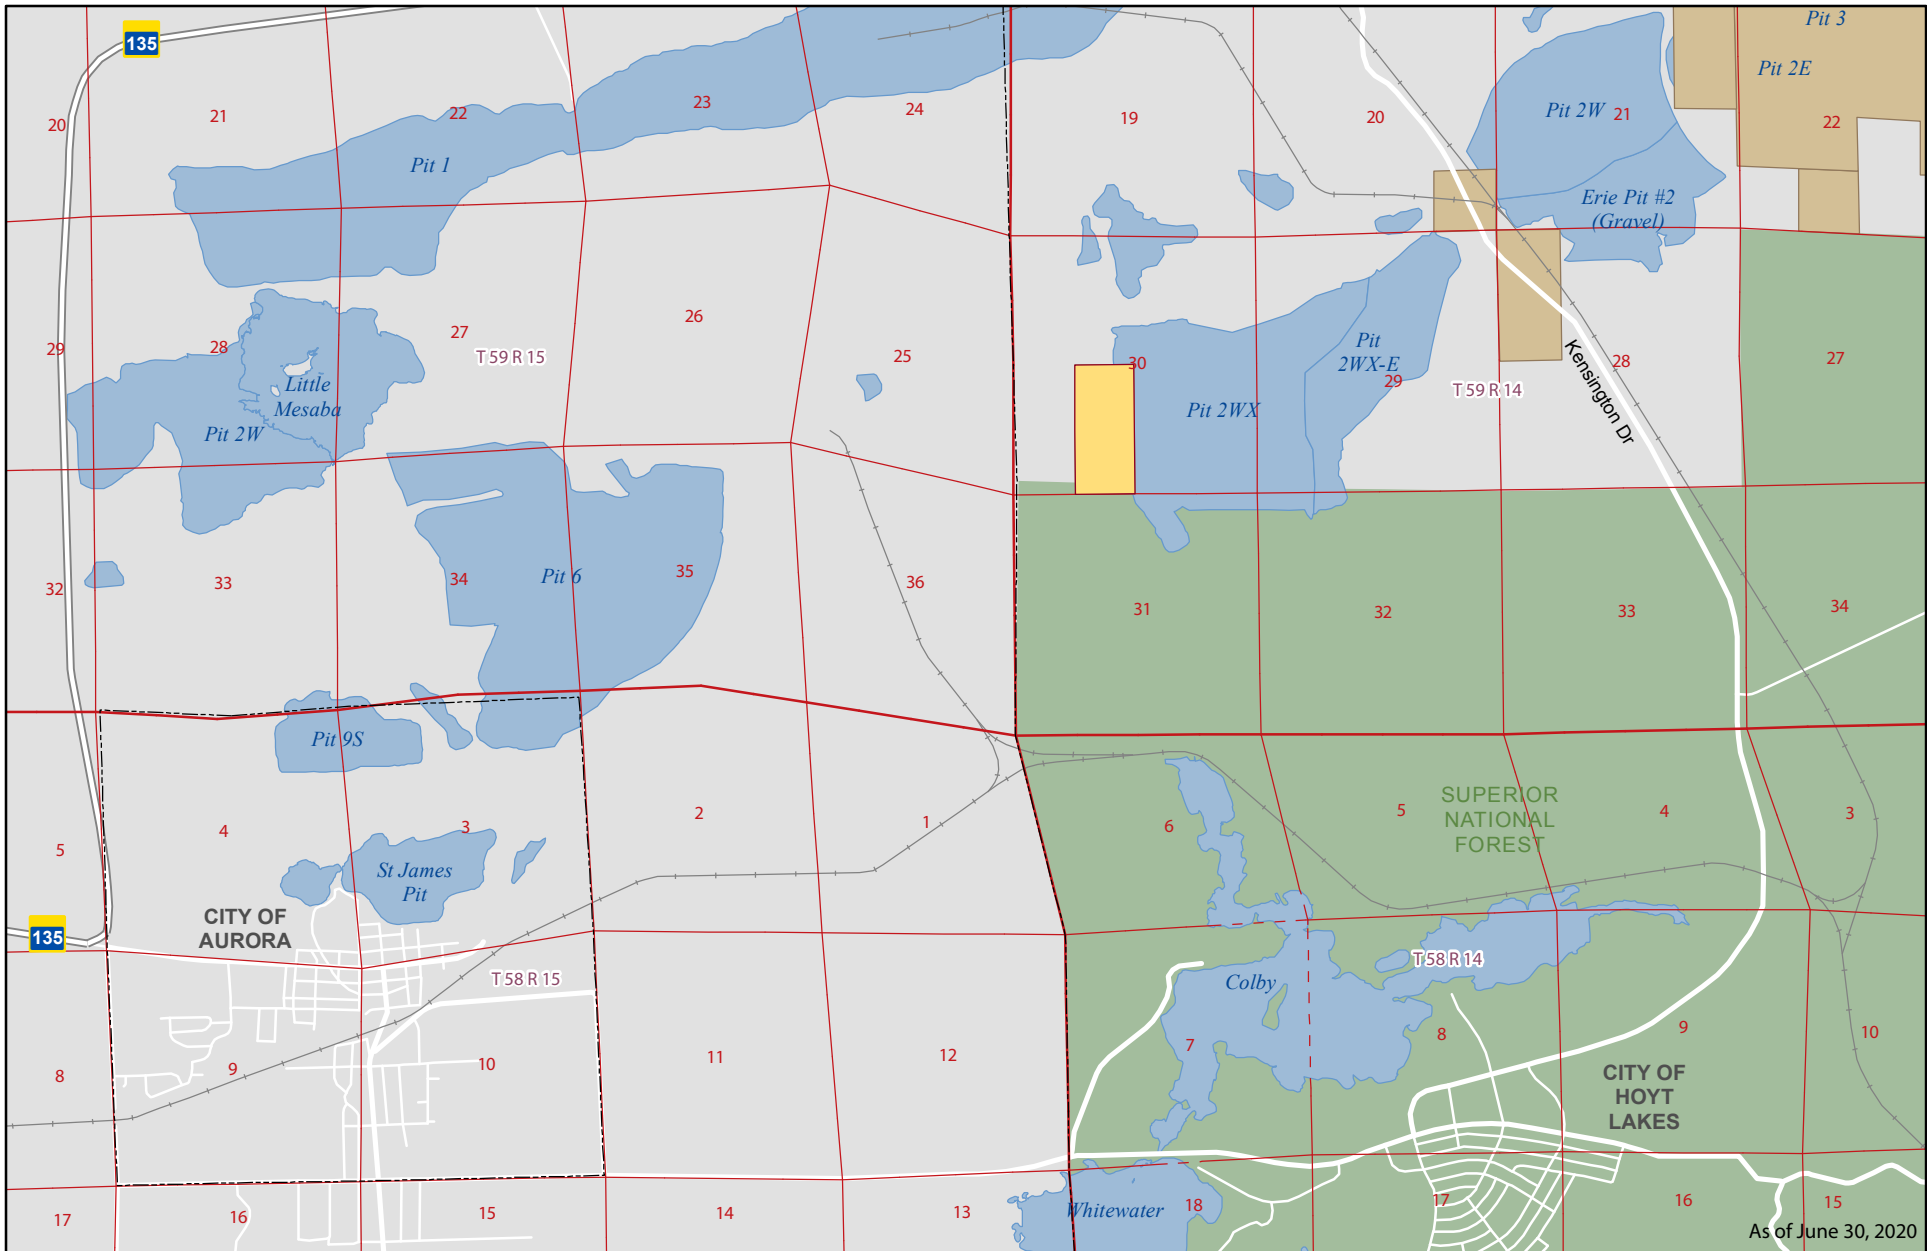 135
Pit 3
Pit 2E
20
21
22
23
24
19
20
Pit 2W
21
22
Pit 1
Erie Pit #2
(Gravel)
29
28
27
T 59 R 15
26
25
30
Pit
2WX-E
29
T 59 R 14
28
27
Kensington Dr
Little
Mesaba
Pit 2W
Pit 2WX
32
33
34
Pit 6
35
36
31
32
33
34
Pit 9S
5
4
3
2
1
6
5
SUPERIOR
NATIONAL
FOREST
4
3
St James
Pit
CITY OF
AURORA
135
T 58 R 15
Colby
T 58 R 14
8
9
10
11
12
7
8
9
10
CITY OF
HOYT
LAKES
17
16
15
14
13
Whitewater
18
17
16
15
As of June 30, 2020